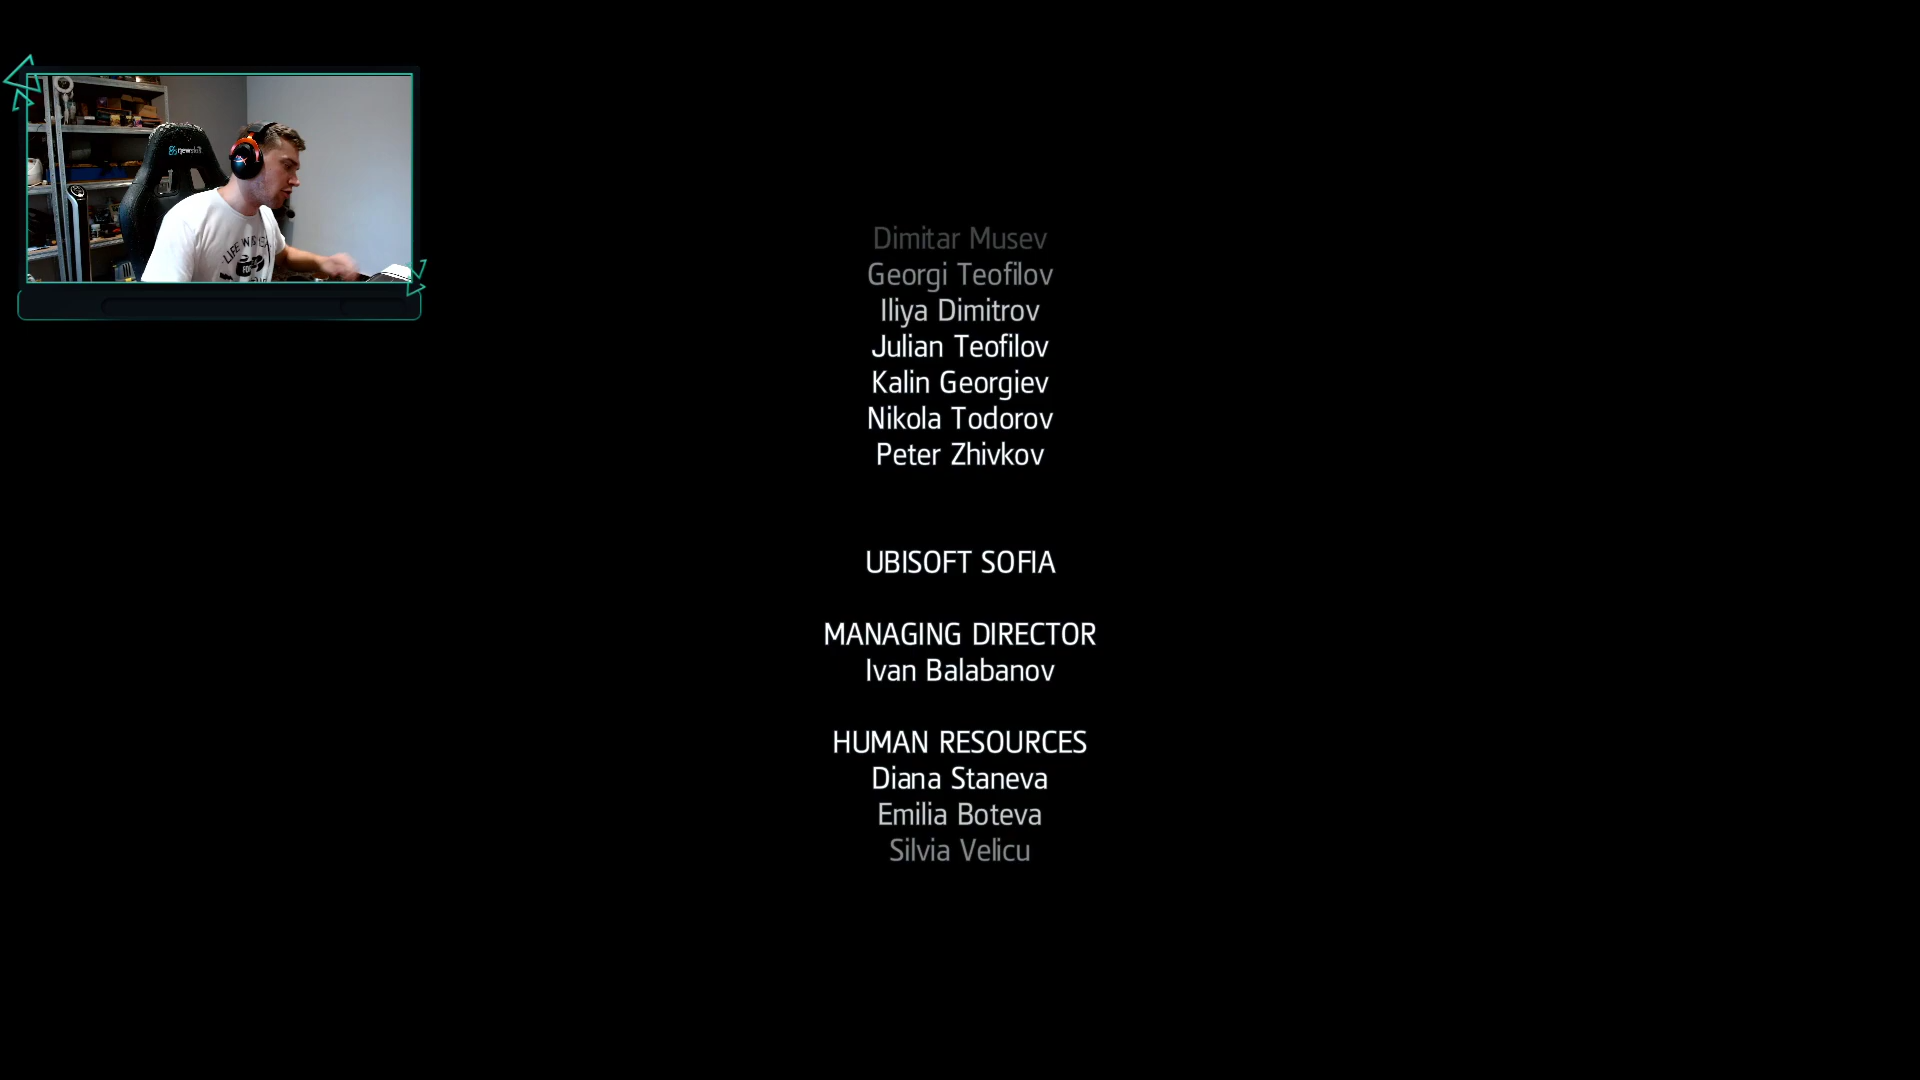 newskill
Dimitar Musev
Georgi Teofilov
Iliya Dimitrov
Julian Teofilov
Kalin Georgiev
Nikola Todorov
Peter Zhivkov
UBISOFT SOFIA
MANAGING DIRECTOR
Ivan Balabanov
HUMAN RESOURCES
Diana Staneva
Emilia Boteva
Silvia Velicu